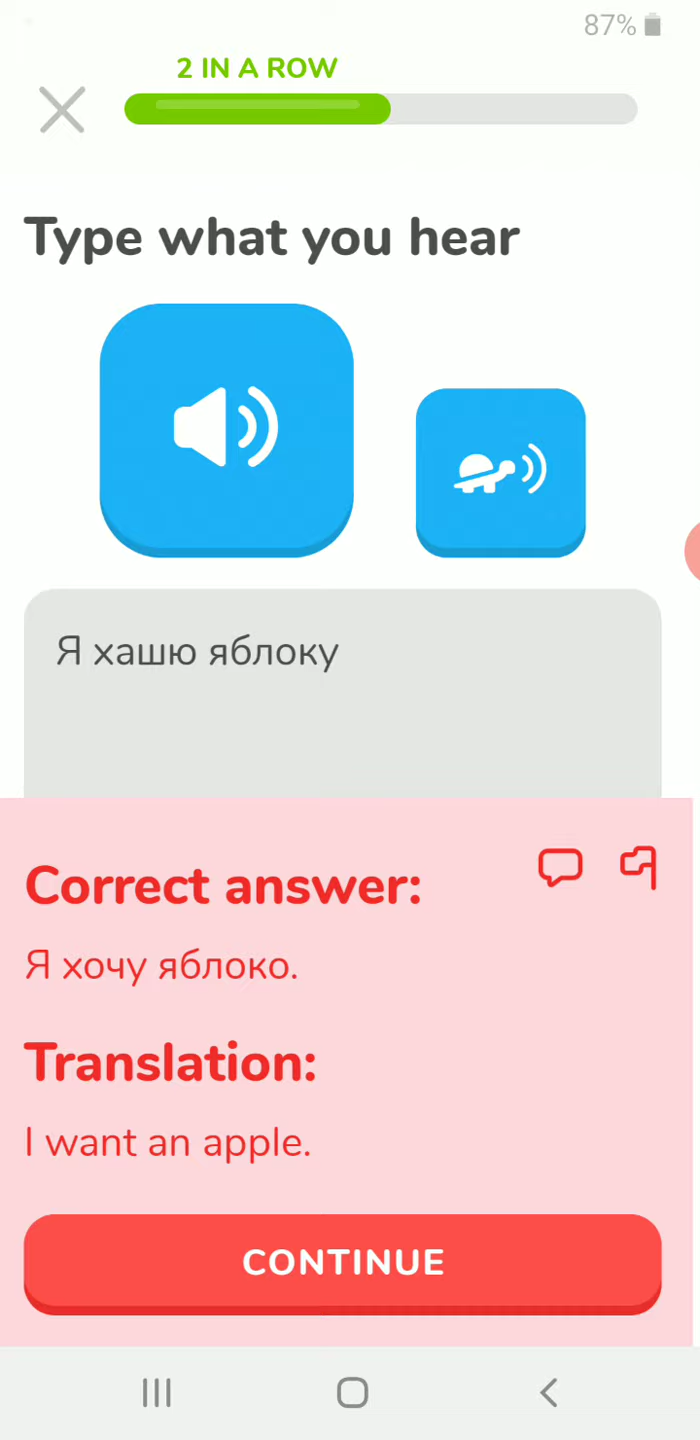 87%
2 IN A ROW
Type what you hear
Я хашю яблоку
Correct answer:
Я хочу яблоко.
Translation:
I want an apple.
CONTINUE